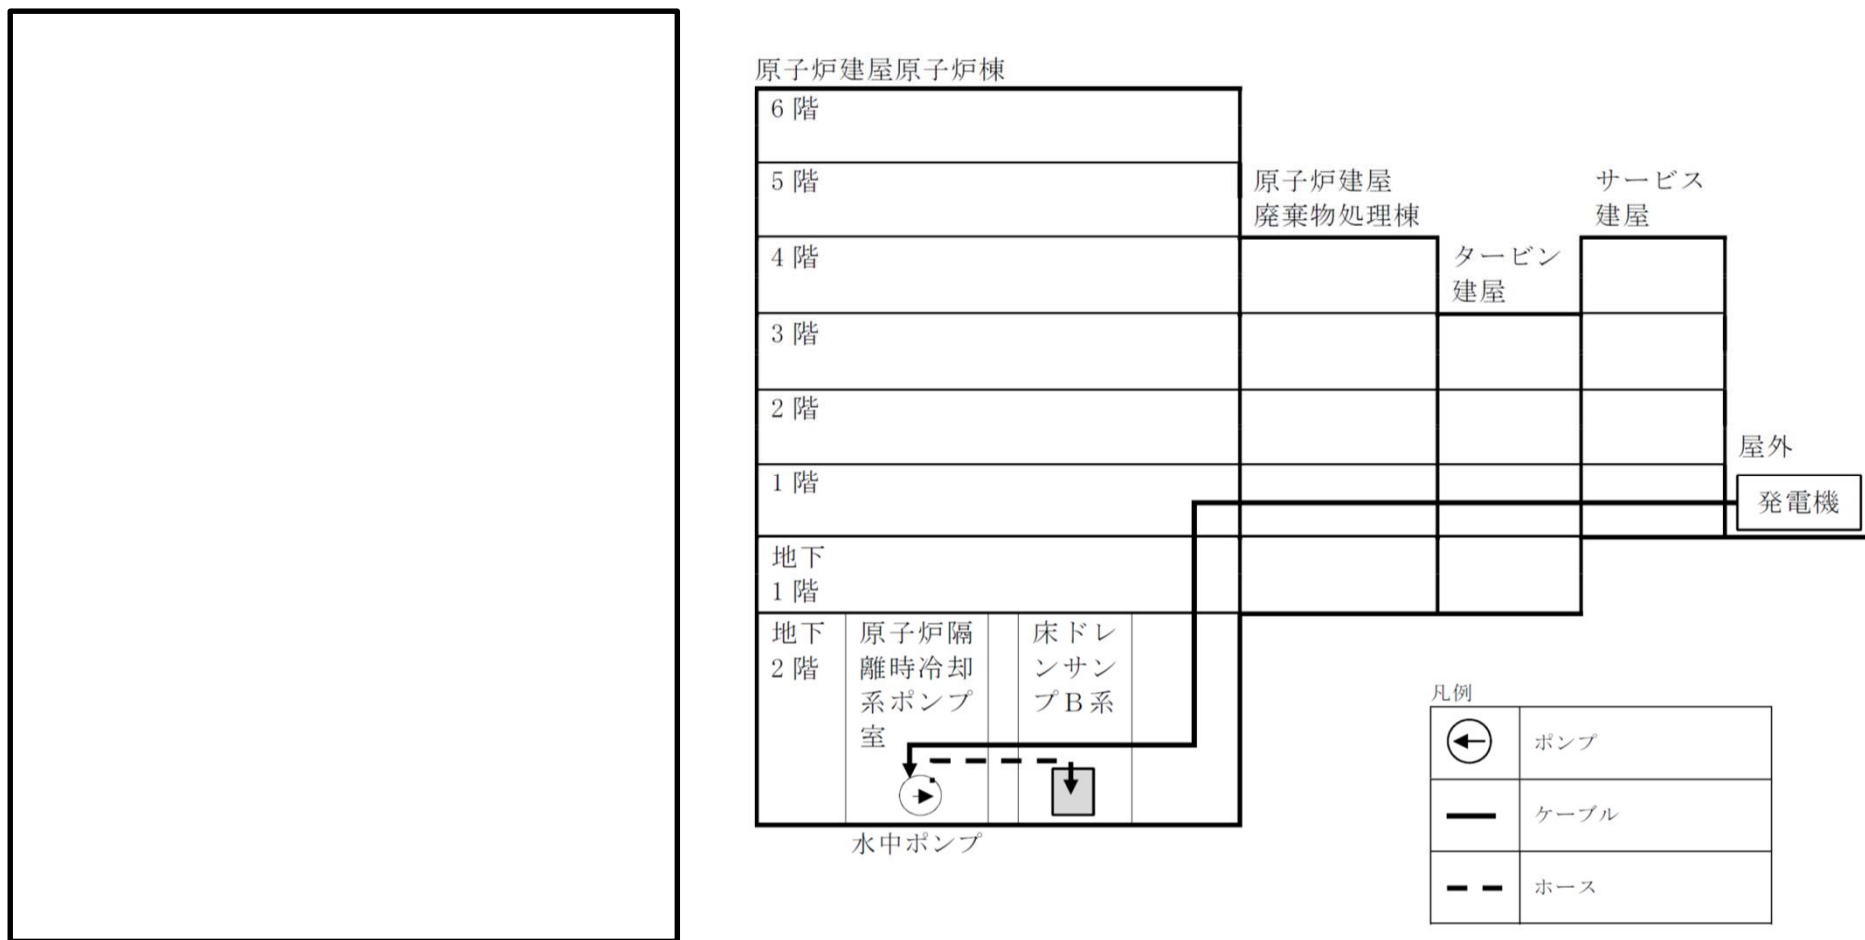 原子炉建屋原子炉棟
6 階
5 階
原子炉建屋
廃棄物処理棟
サービス
建屋
4 階
タービン
建屋
3 階
2 階
屋外
1 階
発電機
地下
1 階
地下
2 階
原子炉隔
離時冷却
系ポンプ
室
床ドレ
ンサン
プB系
水中ポンプ
凡例
ポンプ
ケーブル
ホース